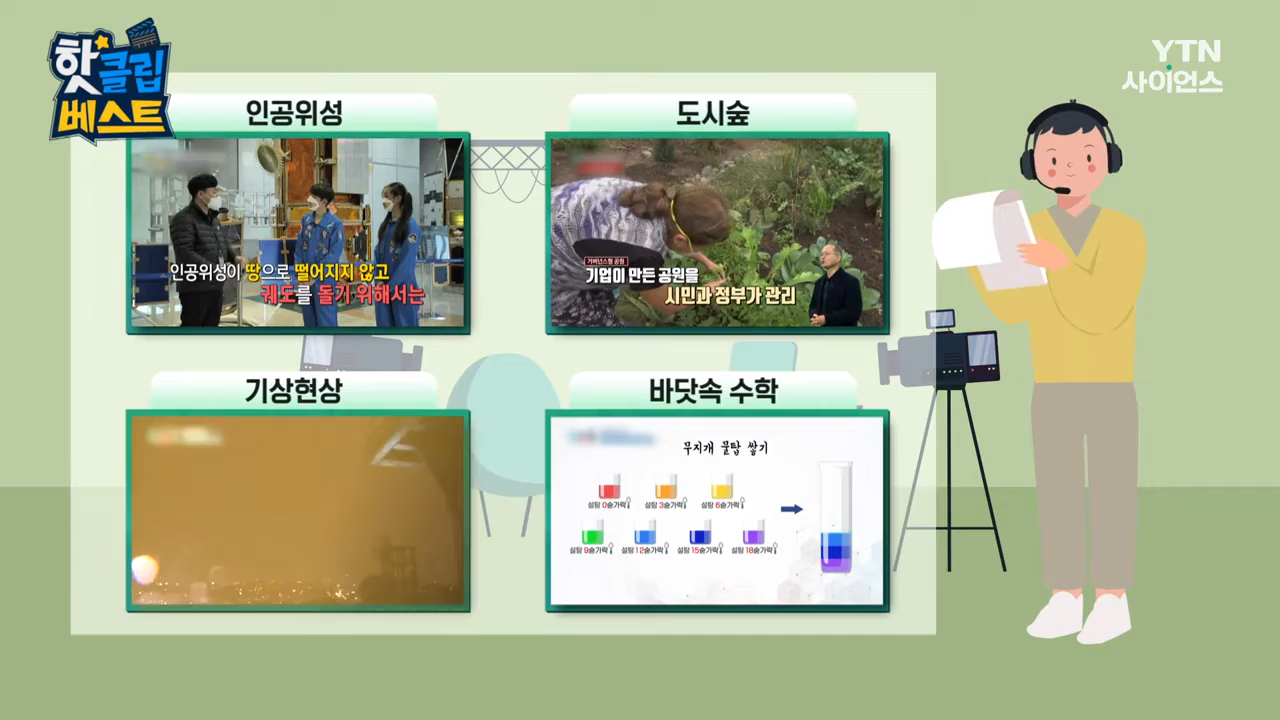 핫클립
베스트
YTN
사이언스
인공위성
인공위성이 땅으로 떨어지지 않고
궤도를 돌기 위해서는
도시숲
거버넌스형 공원
기업이 만든 공원을
시민과 정부가 관리
기상현상
바닷속 수학
무지개 물탑 쌓기
설탕 0숟가락
설탕 3숟가락
설탕 6숟가락
설탕 9숟가락
설탕 12숟가락
설탕 15숟가락
설탕 18숟가락